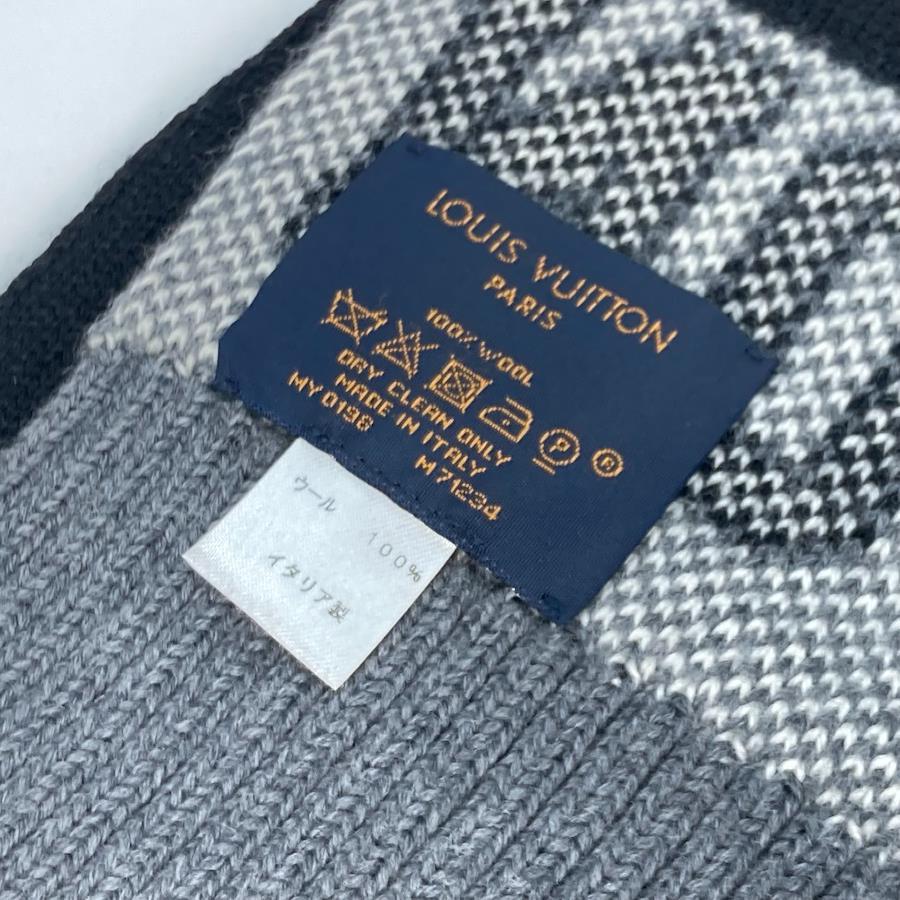 LOUIS VUITTON
PARIS
100% WOOL
P
R
DRY CLEAN ONLY
MADE IN ITALY
MY0198
M71234
ウール 100%
イタリア製